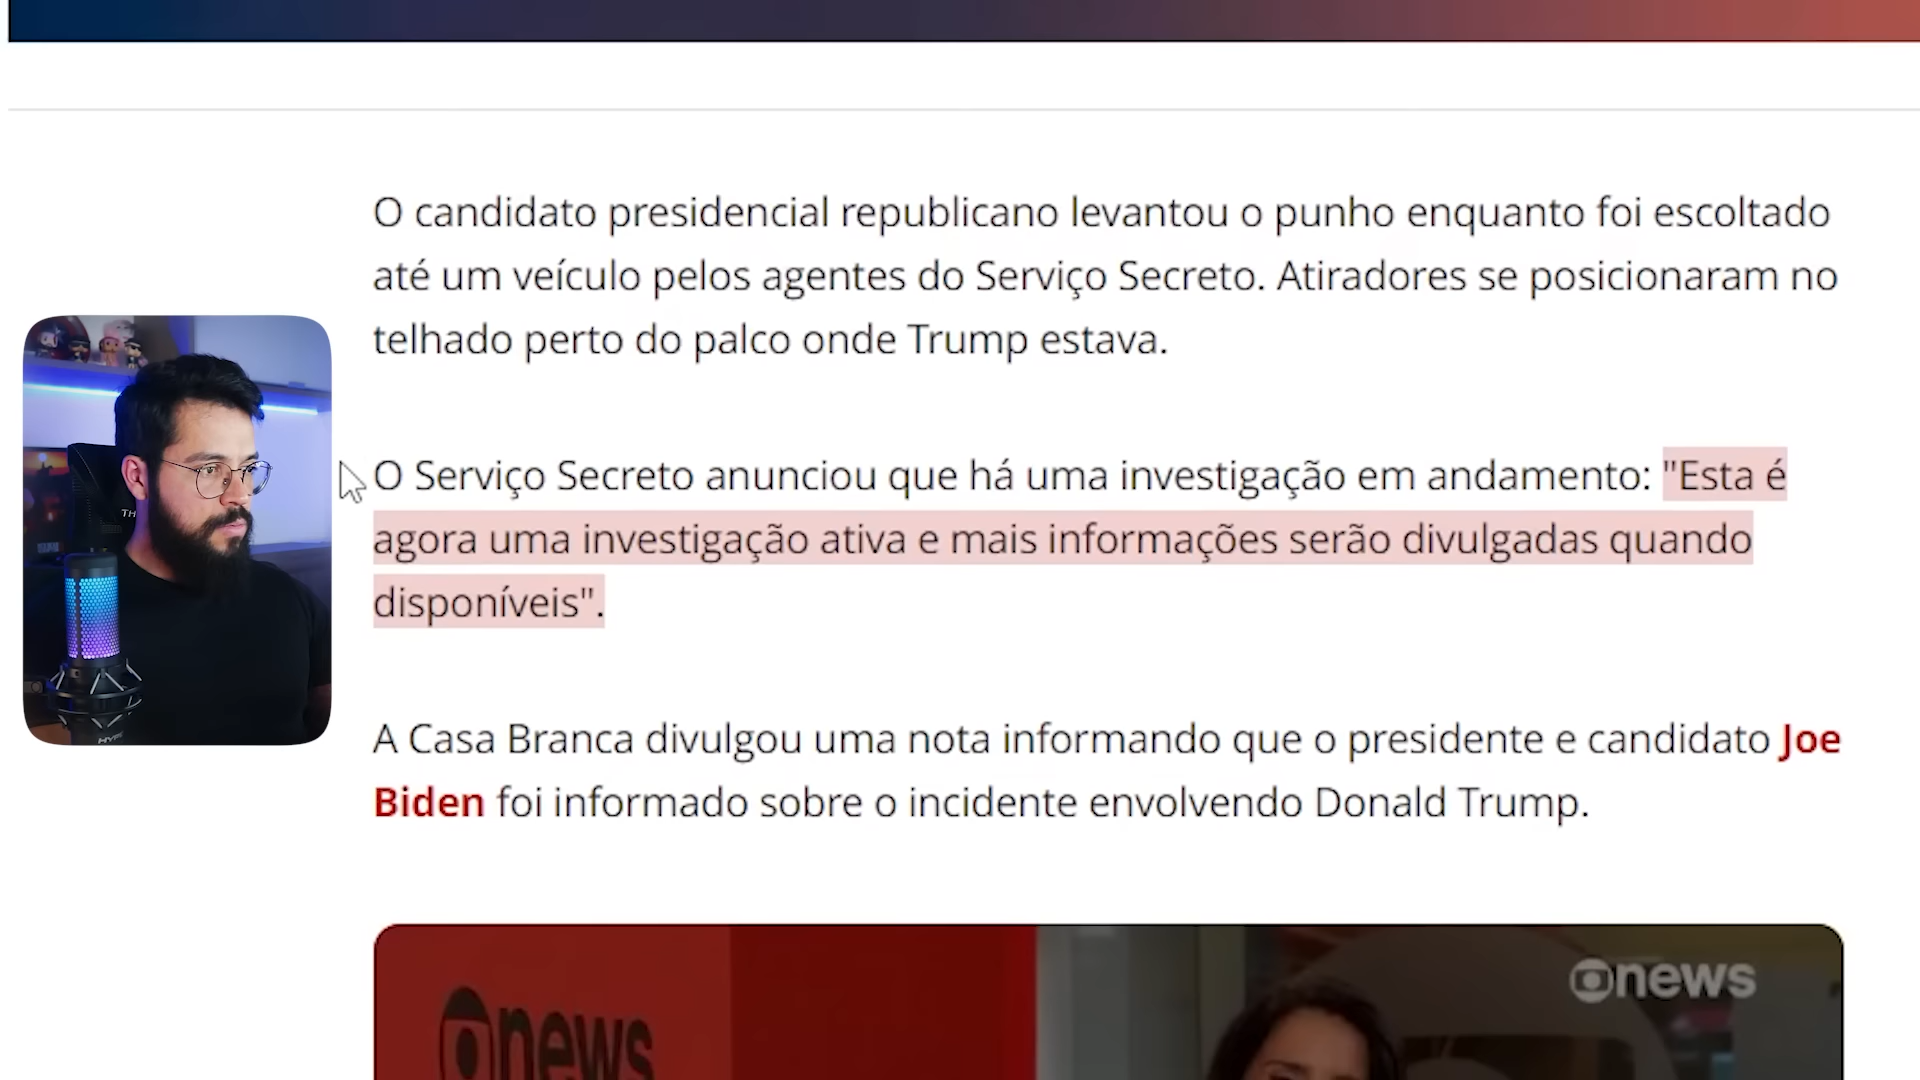 O candidato presidencial republicano levantou o punho enquanto foi escoltado
até um veículo pelos agentes do Serviço Secreto. Atiradores se posicionaram no
telhado perto do palco onde Trump estava.
O Serviço Secreto anunciou que há uma investigação em andamento: "Esta é
agora uma investigação ativa e mais informações serão divulgadas quando
disponíveis".
A Casa Branca divulgou uma nota informando que o presidente e candidato Joe
Biden foi informado sobre o incidente envolvendo Donald Trump.
TH
HYPE
news
news